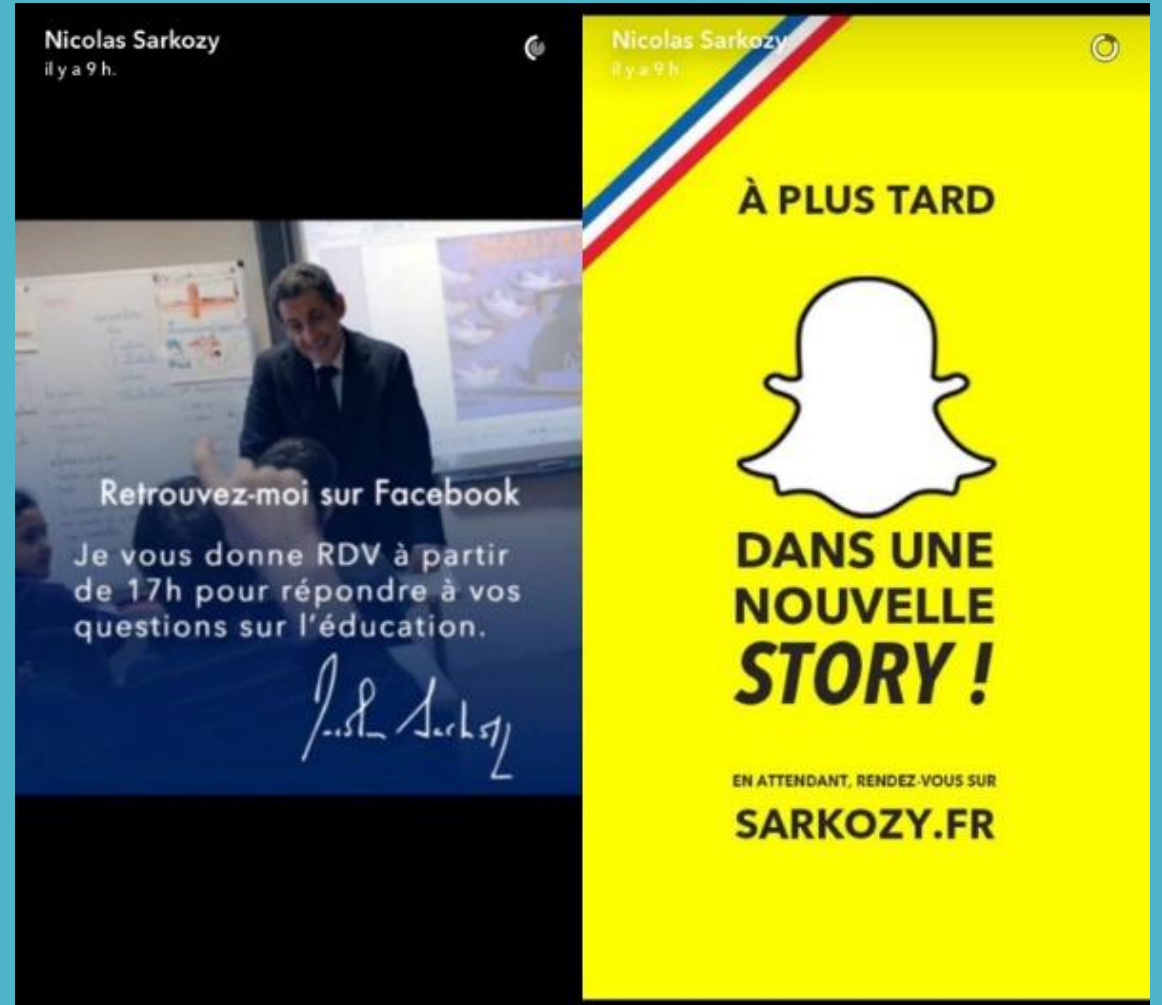 Nicolas Sarkozy
il y a 9 h.
Retrouvez-moi sur Facebook
Je vous donne RDV à partir
de 17h pour répondre à vos
questions sur l'éducation.
Nicolas Sarkozy
il y a 9 h.
À PLUS TARD
DANS UNE
NOUVELLE
STORY !
EN ATTENDANT, RENDEZ-VOUS SUR
SARKOZY.FR